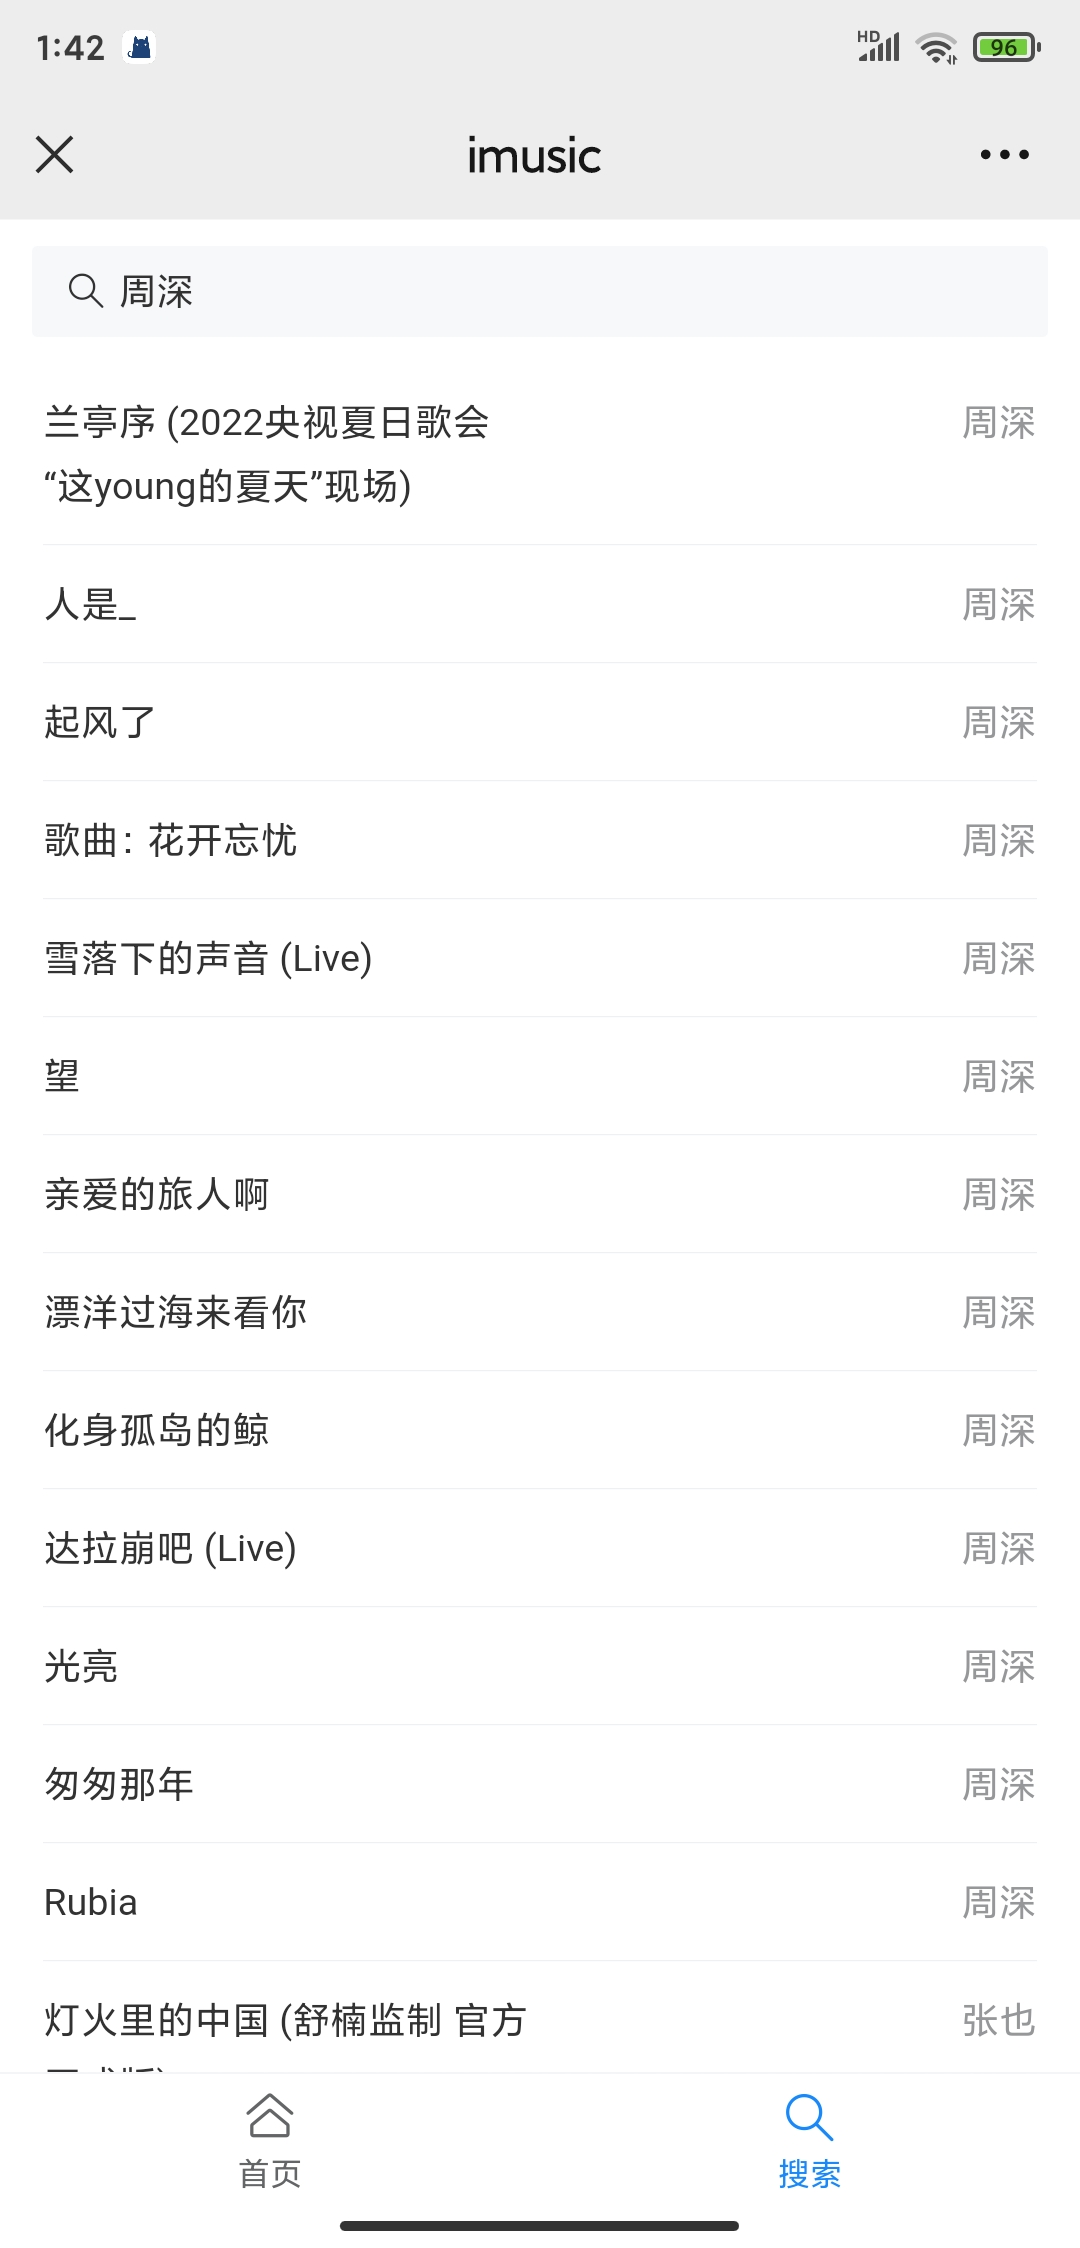 1:42
HD
96
imusic
周深
兰亭序 (2022央视夏日歌会 周深
“这young的夏天”现场)
人是_ 周深
起风了 周深
歌曲：花开忘忧 周深
雪落下的声音 (Live) 周深
望 周深
亲爱的旅人啊 周深
漂洋过海来看你 周深
化身孤岛的鲸 周深
达拉崩吧 (Live) 周深
光亮 周深
匆匆那年 周深
Rubia 周深
灯火里的中国 (舒楠监制 官方 张也
首页
搜索